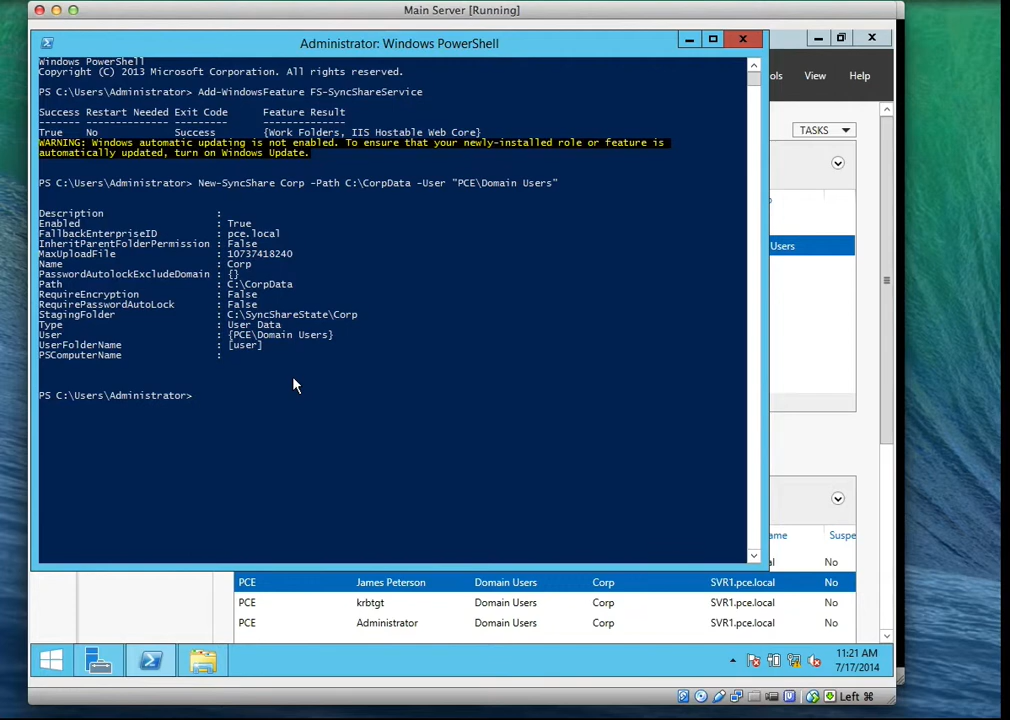 Main Server [Running]
Administrator: Windows PowerShell
Windows PowerShell
Copyright (C) 2013 Microsoft Corporation. All rights reserved.
PS C:\Users\Administrator> Add-WindowsFeature FS-SyncShareService
Success Restart Needed Exit Code Feature Result
True No Success {Work Folders, IIS Hostable Web Core}
WARNING: Windows automatic updating is not enabled. To ensure that your newly-installed role or feature is
automatically updated, turn on Windows Update.
PS C:\Users\Administrator> New-SyncShare Corp -Path C:\CorpData -User "PCE\Domain Users"
Description :
Enabled : True
FallbackEnterpriseID : pce.local
InheritParentFolderPermission : False
MaxUploadFile : 10737418240
Name : Corp
PasswordAutolockExcludeDomain : {}
Path : C:\CorpData
RequireEncryption : False
RequirePasswordAutoLock : False
StagingFolder : C:\SyncShareState\Corp
Type : User Data
User : {PCE\Domain Users}
UserFolderName : [user]
PSComputerName :
PS C:\Users\Administrator>
View Help
TASKS
Users
Suspe
No
PCE James Peterson Domain Users Corp SVR1.pce.local No
PCE krbtgt Domain Users Corp SVR1.pce.local No
PCE Administrator Domain Users Corp SVR1.pce.local No
11:21 AM
7/17/2014
Left ⌘